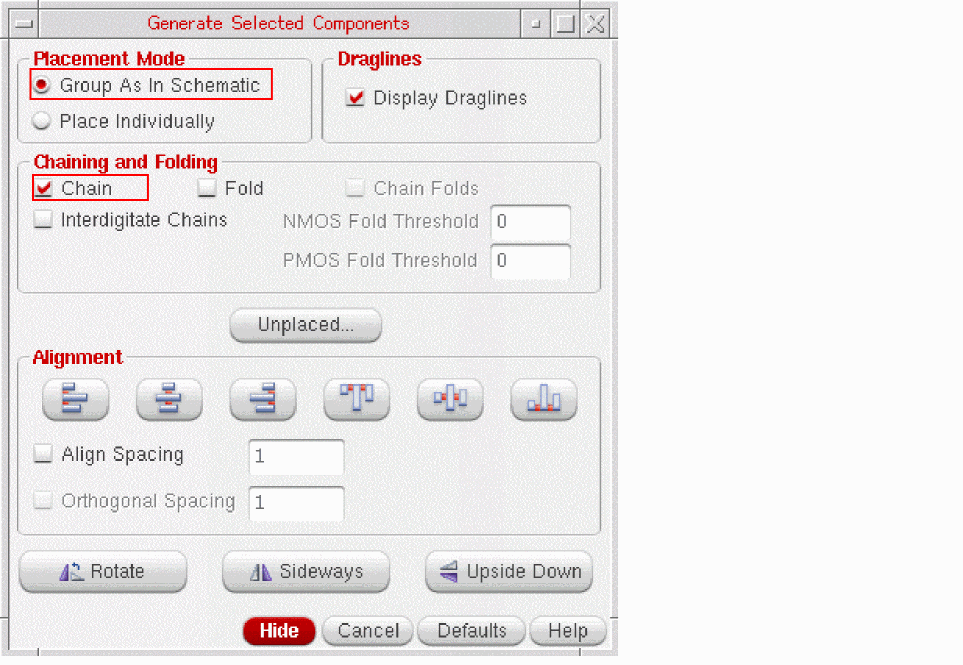 Generate Selected Components
Placement Mode
Group As In Schematic
Place Individually
Draglines
Display Draglines
Chaining and Folding
Chain
Fold
Chain Folds
Interdigitate Chains
NMOS Fold Threshold 0
PMOS Fold Threshold 0
Unplaced...
Alignment
Align Spacing 1
Orthogonal Spacing 1
Rotate
Sideways
Upside Down
Hide
Cancel
Defaults
Help